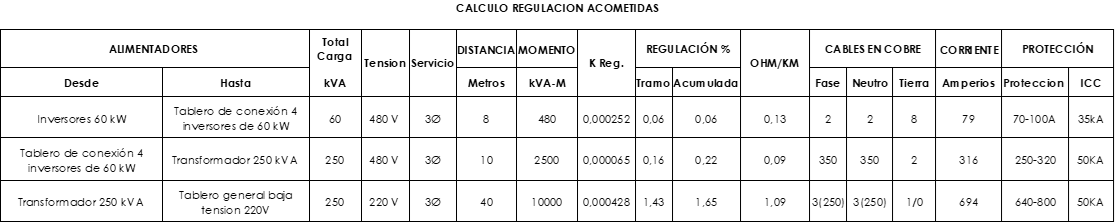 CALCULO REGULACION ACOMETIDAS
ALIMENTADORES Total Carga Tension Servicio DISTANCIA MOMENTO K Reg. REGULACIÓN % OHM/KM CABLES EN COBRE CORRIENTE PROTECCIÓN
Desde Hasta kVA Metros kVA-M Tramo Acumulada Fase Neutro Tierra Amperios Proteccion ICC
Inversores 60 kW Tablero de conexión 4 inversores de 60 kW 60 480 V 3Ø 8 480 0,000252 0,06 0,06 0,13 2 2 8 79 70-100A 35kA
Tablero de conexión 4 inversores de 60 kW Transformador 250 kVA 250 480 V 3Ø 10 2500 0,000065 0,16 0,22 0,09 350 350 2 316 250-320 50KA
Transformador 250 kVA Tablero general baja tension 220V 250 220 V 3Ø 40 10000 0,000428 1,43 1,65 1,09 3(250) 3(250) 1/0 694 640-800 50KA